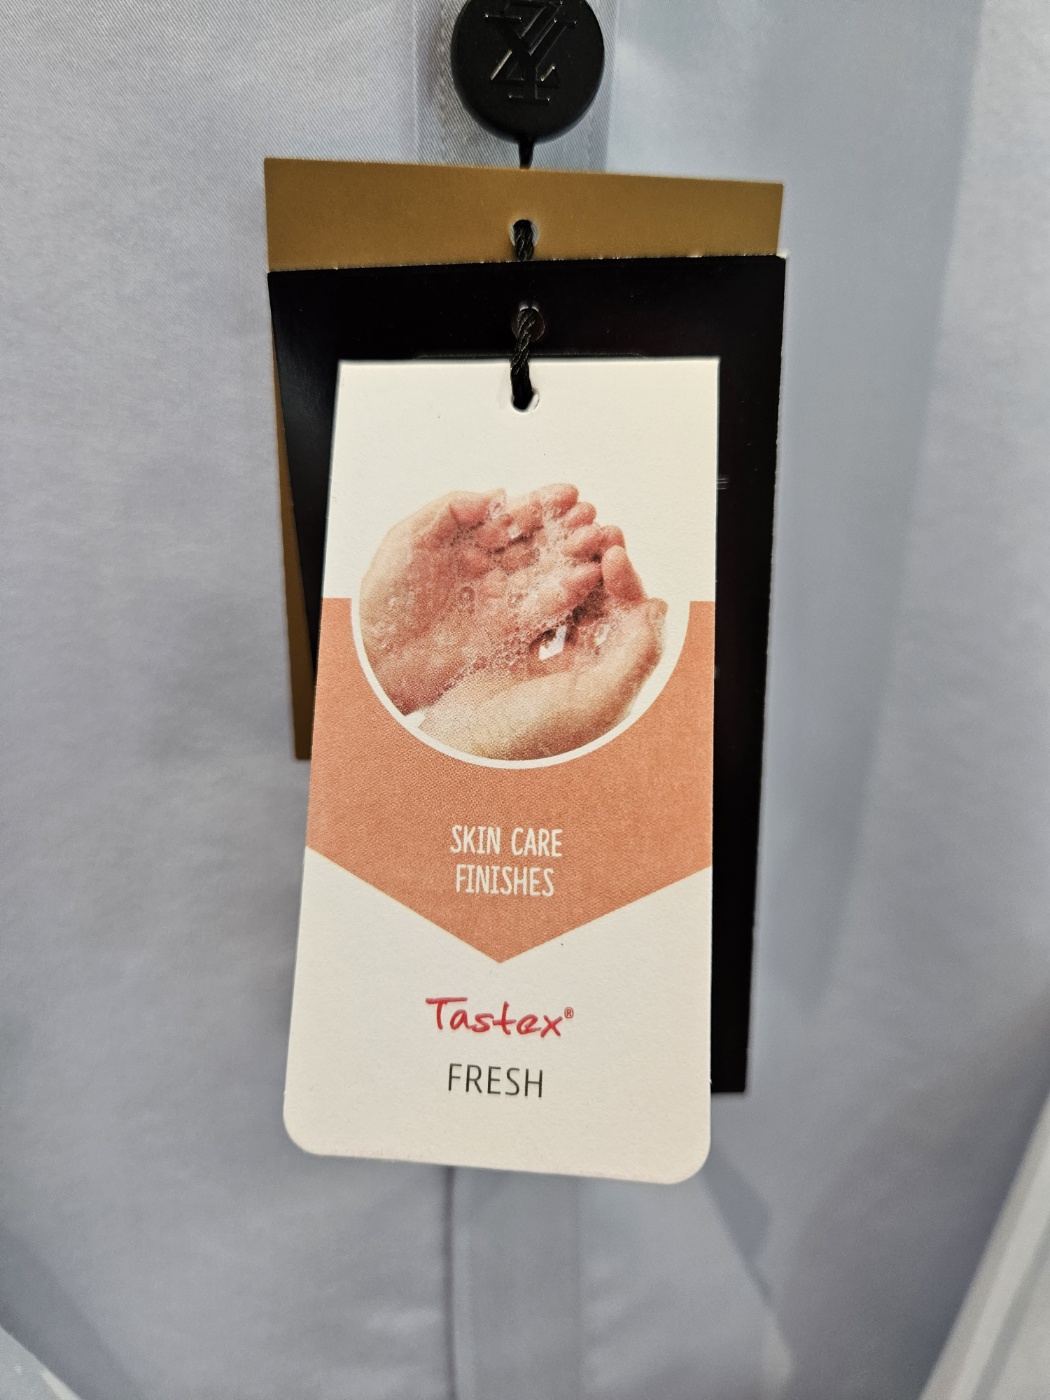 SKIN CARE
FINISHES
Tastex®
FRESH